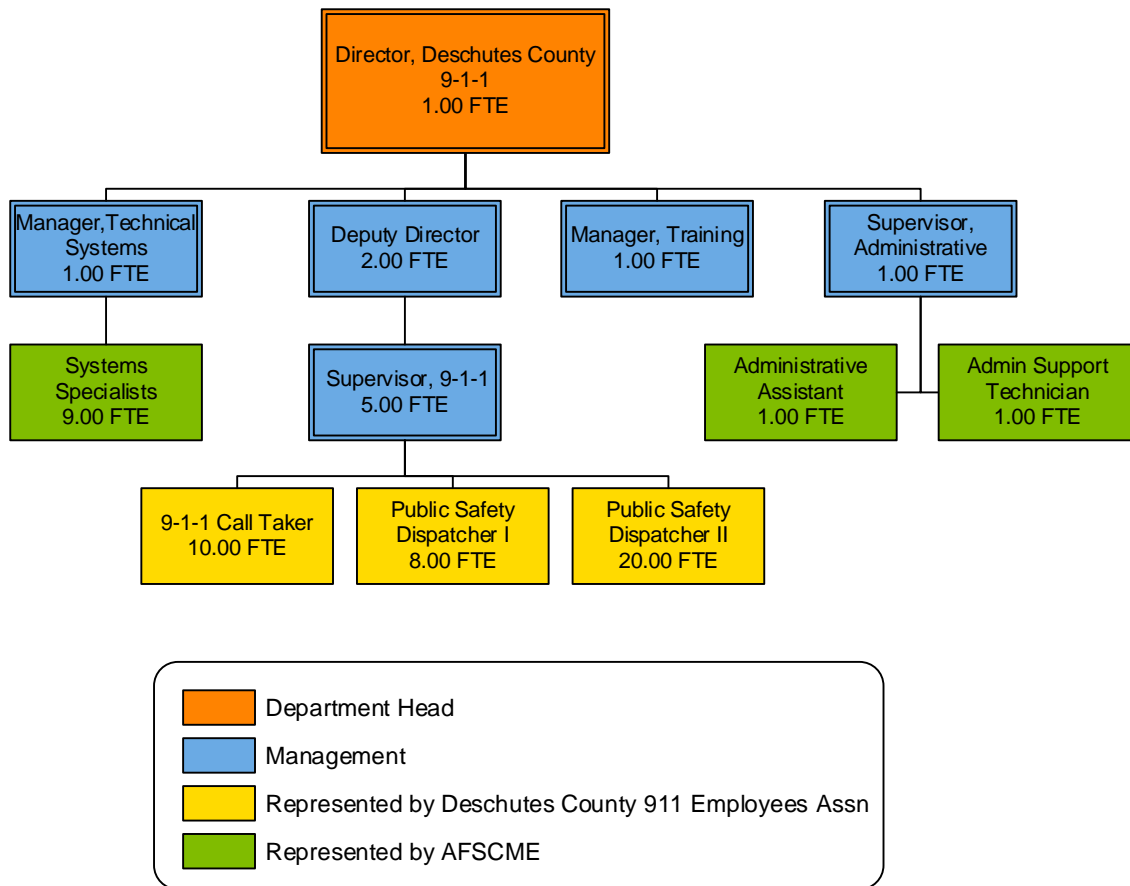 Director, Deschutes County
9-1-1
1.00 FTE
Manager,Technical
Systems
1.00 FTE
Deputy Director
2.00 FTE
Manager, Training
1.00 FTE
Supervisor,
Administrative
1.00 FTE
Systems
Specialists
9.00 FTE
Supervisor, 9-1-1
5.00 FTE
Administrative
Assistant
1.00 FTE
Admin Support
Technician
1.00 FTE
9-1-1 Call Taker
10.00 FTE
Public Safety
Dispatcher I
8.00 FTE
Public Safety
Dispatcher II
20.00 FTE
Department Head
Management
Represented by Deschutes County 911 Employees Assn
Represented by AFSCME